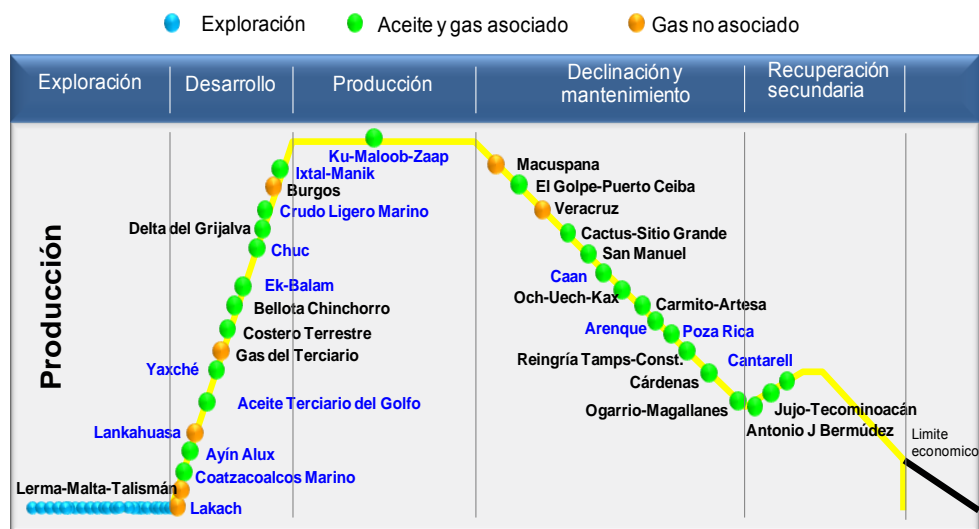 Exploración
Aceite y gas asociado
Gas no asociado
Exploración
Desarrollo
Producción
Declinación y
mantenimiento
Recuperación
secundaria
Producción
Ku-Maloob-Zaap
Ixtal-Manik
Burgos
Crudo Ligero Marino
Delta del Grijalva
Chuc
Ek-Balam
Bellota Chinchorro
Costero Terrestre
Gas del Terciario
Yaxché
Aceite Terciario del Golfo
Lankahuasa
Ayín Alux
Coatzacoalcos Marino
Lerma-Malta-Talismán
Lakach
Macuspana
El Golpe-Puerto Ceiba
Veracruz
Cactus-Sitio Grande
San Manuel
Caan
Och-Uech-Kax
Carmito-Artesa
Arenque
Poza Rica
Reingría Tamps-Const.
Cantarell
Cárdenas
Ogarrio-Magallanes
Jujo-Tecominoacán
Antonio J Bermúdez
Limite
economico